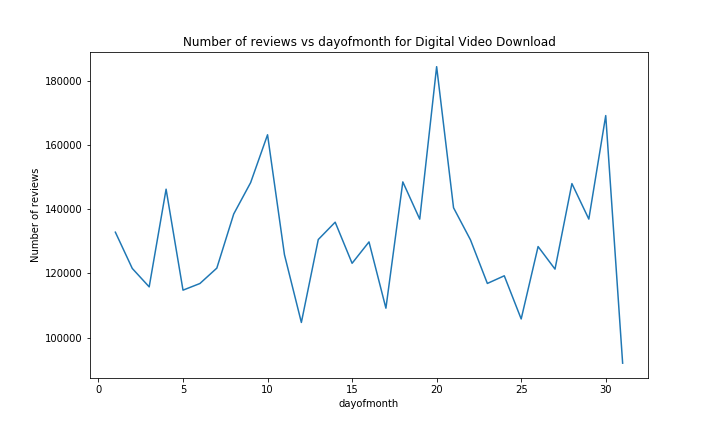 Number of reviews vs dayofmonth for Digital Video Download
Number of reviews
180000
160000
140000
120000
100000
0 5 10 15 20 25 30
dayofmonth